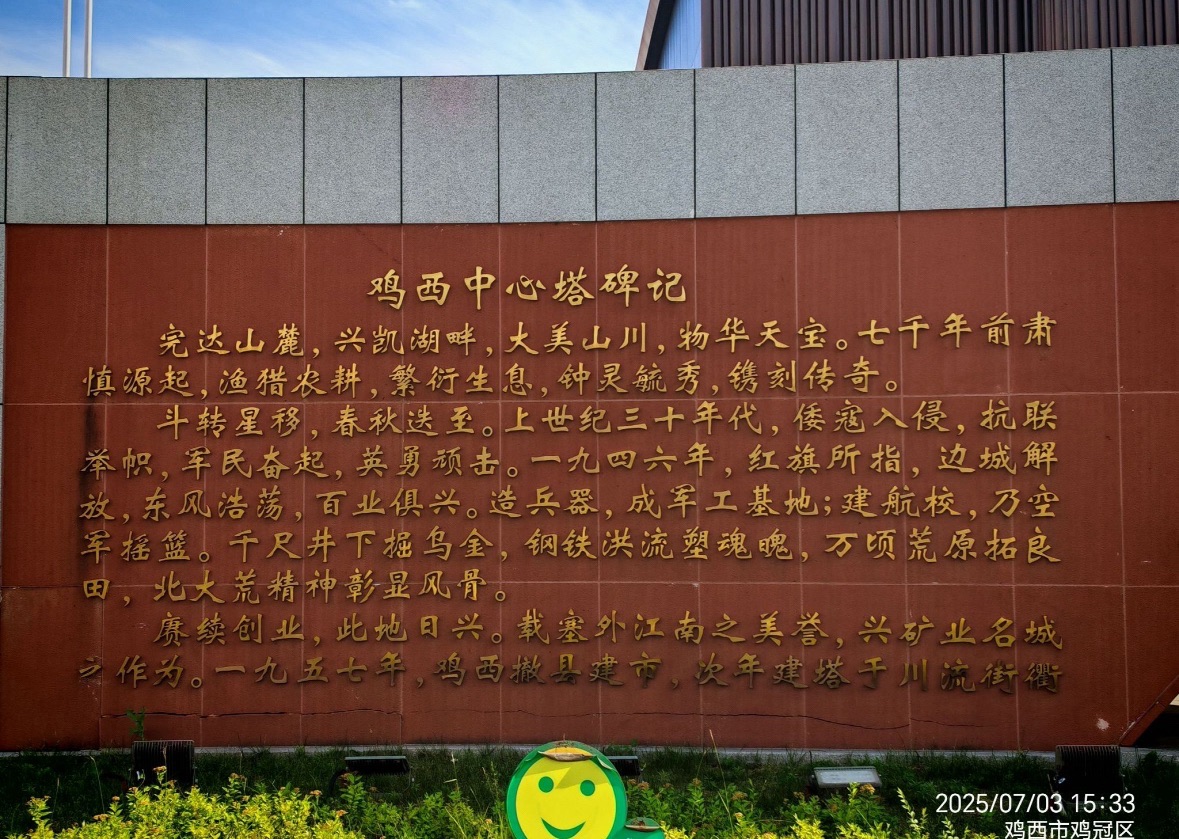 鸡西中心塔碑记
完达山麓，兴凯湖畔，大美山川，物华天宝。七千年前肃
慎源起，渔猎农耕，繁衍生息，钟灵毓秀，镌刻传奇。
斗转星移，春秋迭至。上世纪三十年代，倭寇入侵，抗联
举帜，军民奋起，英勇顽击。一九四六年，红旗所指，边城解
放，东风浩荡，百业俱兴。造兵器，成军工基地；建航校，乃空
军摇篮。千尺井下掘乌金，钢铁洪流塑魂魄，万顷荒原拓良
田，北大荒精神彰显风骨。
赓续创业，此地日兴。载塞外江南之美誉，兴矿业名城
之作为。一九五七年，鸡西撤县建市，次年建塔于川流街衢
2025/07/03 15:33
鸡西市鸡冠区